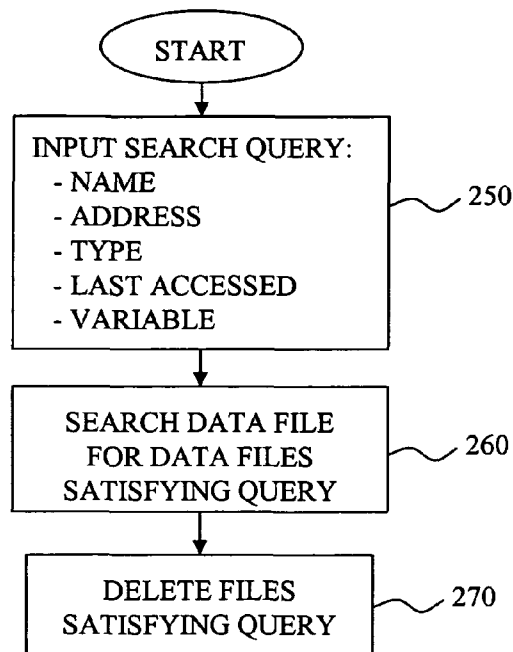 START
INPUT SEARCH QUERY:
- NAME
- ADDRESS
- TYPE
- LAST ACCESSED
- VARIABLE
250
SEARCH DATA FILE
FOR DATA FILES
SATISFYING QUERY
260
DELETE FILES
SATISFYING QUERY
270